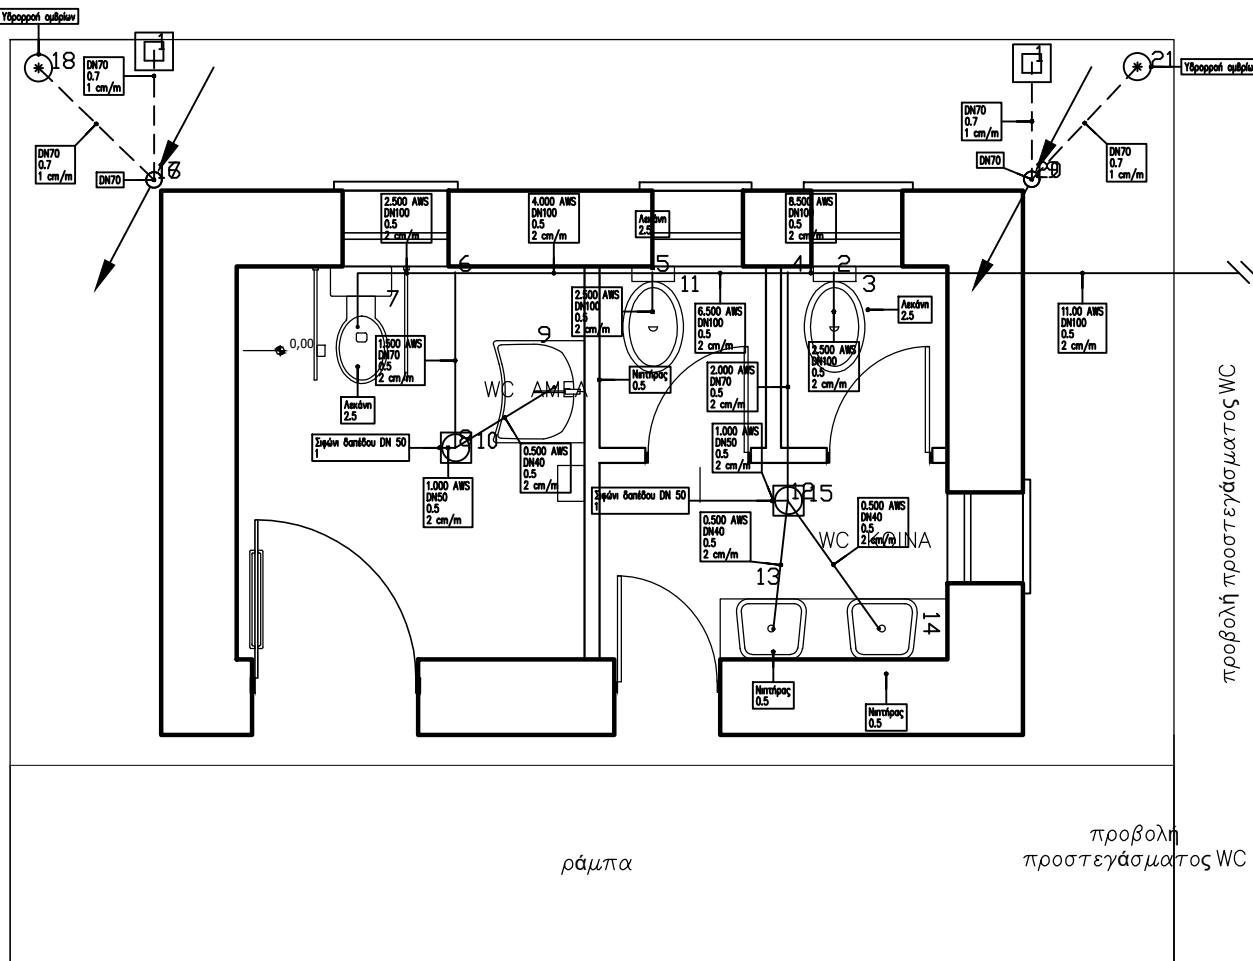 Υδρορροή ομβρίων
18
1
DN70
0.7
1 cm/m
DN70
0.7
1 cm/m
DN70
1
21
Υδρορροή ομβρίω
DN70
0.7
1 cm/m
DN70
0.7
1 cm/m
DN70
2.500 AWS
DN100
0.5
2 cm/m
4.000 AWS
DN100
0.5
2 cm/m
Λεκάνη
2.5
8.500 AWS
DN100
0.5
2 cm/m
6
5
4
2
7
11
3
2.500 AWS
DN100
0.5
2 cm/m
6.500 AWS
DN100
0.5
2 cm/m
Λεκάνη
2.5
11.00 AWS
DN100
0.5
2 cm/m
0,00
9
1.500 AWS
DN70
0.5
2 cm/m
2.500 AWS
DN100
0.5
2 cm/m
Νιπτήρας
0.5
2.000 AWS
DN70
0.5
2 cm/m
WC ΑΜΕΑ
Λεκάνη
2.5
Σιφώνι δαπέδου DN 50
1
8
10
0.500 AWS
DN40
0.5
2 cm/m
1.000 AWS
DN50
0.5
2 cm/m
1.000 AWS
DN50
0.5
2 cm/m
Σιφώνι δαπέδου DN 50
1
12
15
0.500 AWS
DN40
0.5
2 cm/m
0.500 AWS
DN40
0.5
2 cm/m
WC ΚΟΙΝΑ
13
14
Νιπτήρας
0.5
Νιπτήρας
0.5
προβολή προστεγάσματος WC
ράμπα
προβολή
προστεγάσματος WC